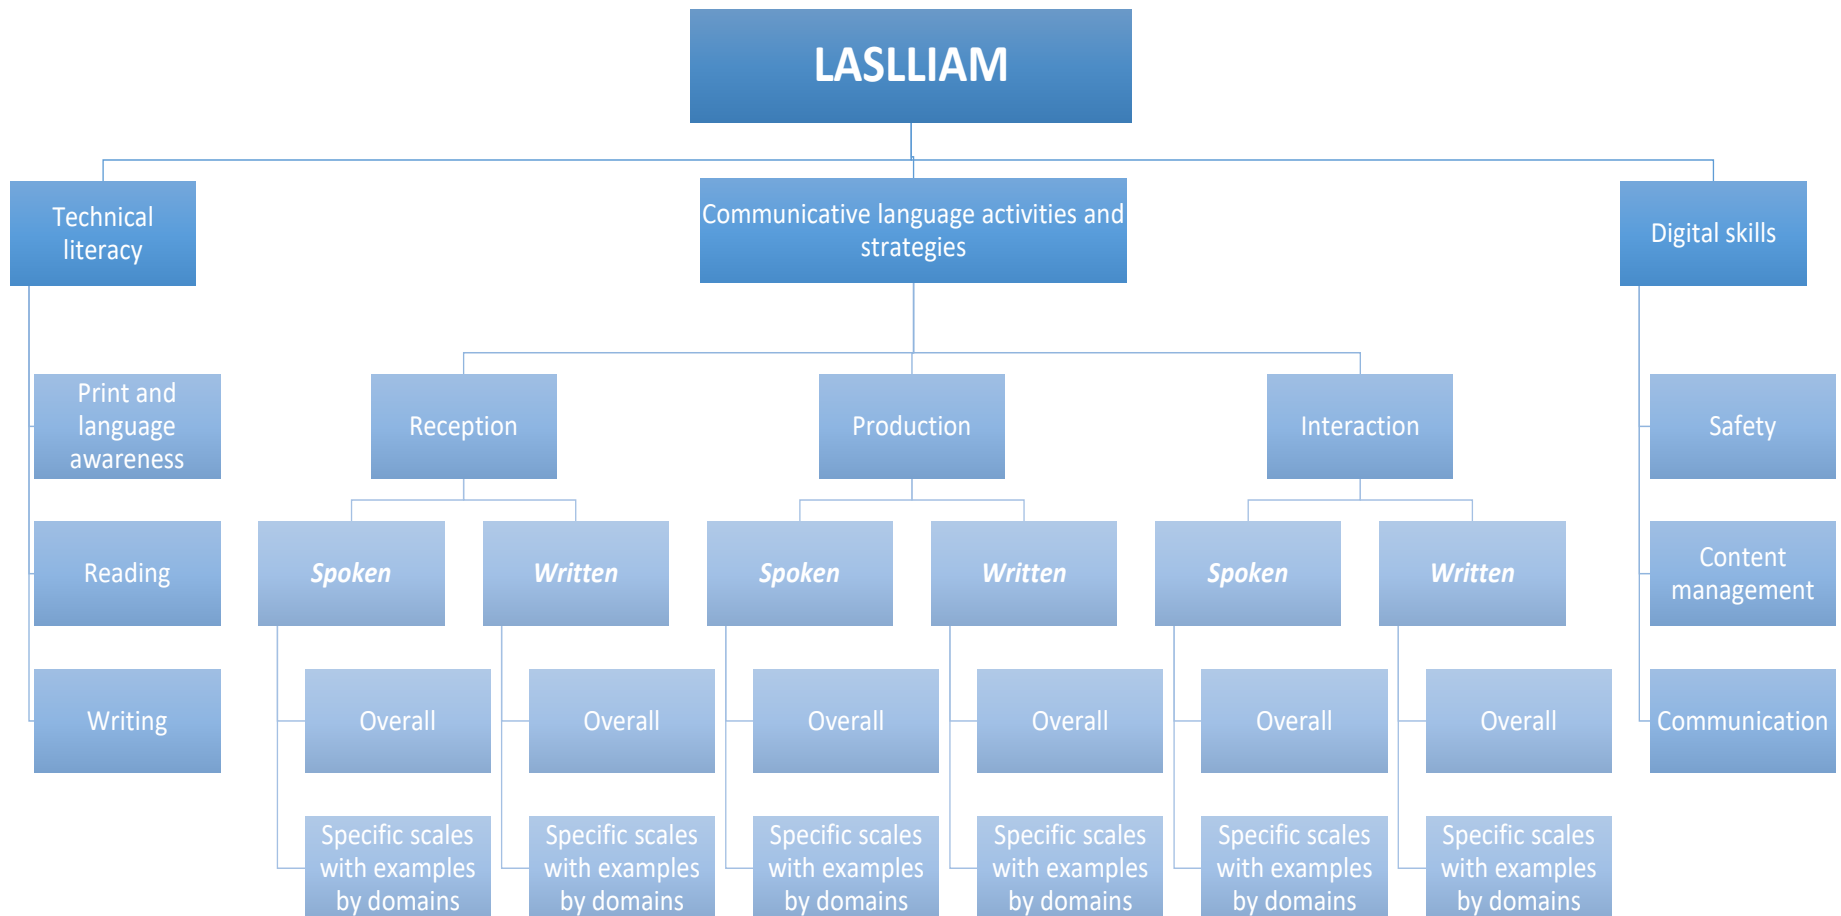 LASLLIAM
Technical
literacy
Communicative language activities and
strategies
Digital skills
Print and
language
awareness
Reception
Production
Interaction
Safety
Reading
Spoken
Written
Spoken
Written
Spoken
Written
Content
management
Writing
Overall
Overall
Overall
Overall
Overall
Overall
Communication
Specific scales
with examples
by domains
Specific scales
with examples
by domains
Specific scales
with examples
by domains
Specific scales
with examples
by domains
Specific scales
with examples
by domains
Specific scales
with examples
by domains